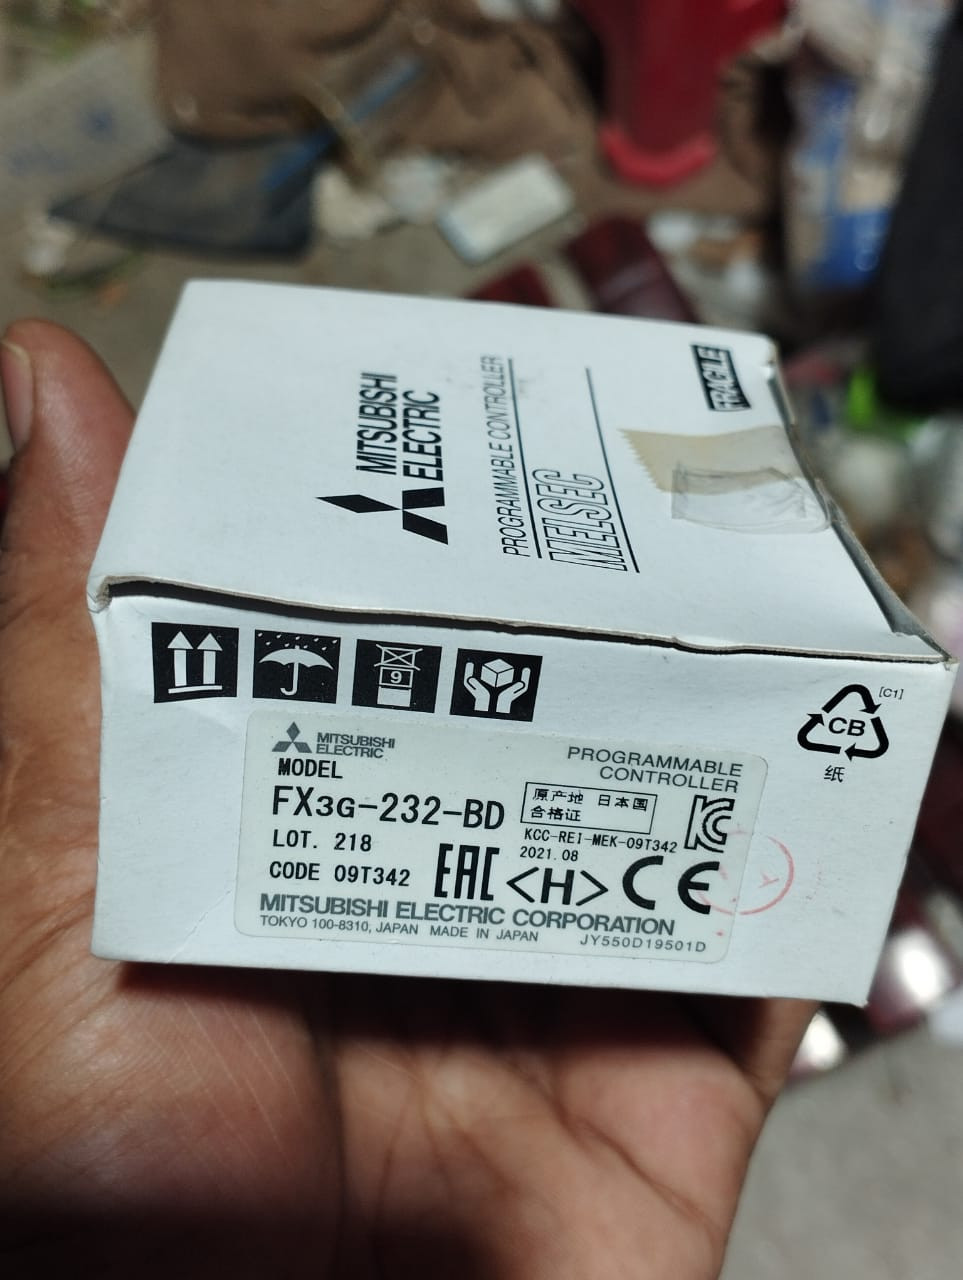 MITSUBISHI
ELECTRIC
PROGRAMMABLE CONTROLLER
MELSEC
FRAGILE
9
[C1]
CB
纸
MITSUBISHI
ELECTRIC
PROGRAMMABLE
CONTROLLER
MODEL
FX3G-232-BD
原产地 日本国
合格证
LOT. 218
KCC-REI-MEK-09T342
2021.08
CODE 09T342
EAC <H> CE
MITSUBISHI ELECTRIC CORPORATION
TOKYO 100-8310, JAPAN MADE IN JAPAN
JY550D19501D